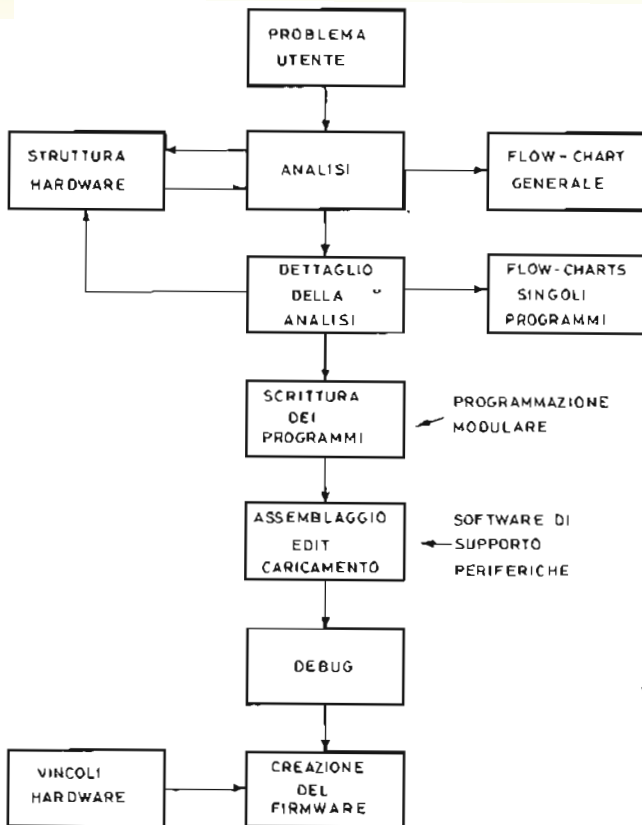 PROBLEMA
UTENTE
STRUTTURA
HARDWARE
ANALISI
FLOW-CHART
GENERALE
DETTAGLIO
DELLA
ANALISI
FLOW-CHARTS
SINGOLI
PROGRAMMI
SCRITTURA
DEI
PROGRAMMI
PROGRAMMAZIONE
MODULARE
ASSEMBLAGGIO
EDIT
CARICAMENTO
SOFTWARE DI
SUPPORTO
PERIFERICHE
DEBUG
VINCOLI
HARDWARE
CREAZIONE
DEL
FIRMWARE